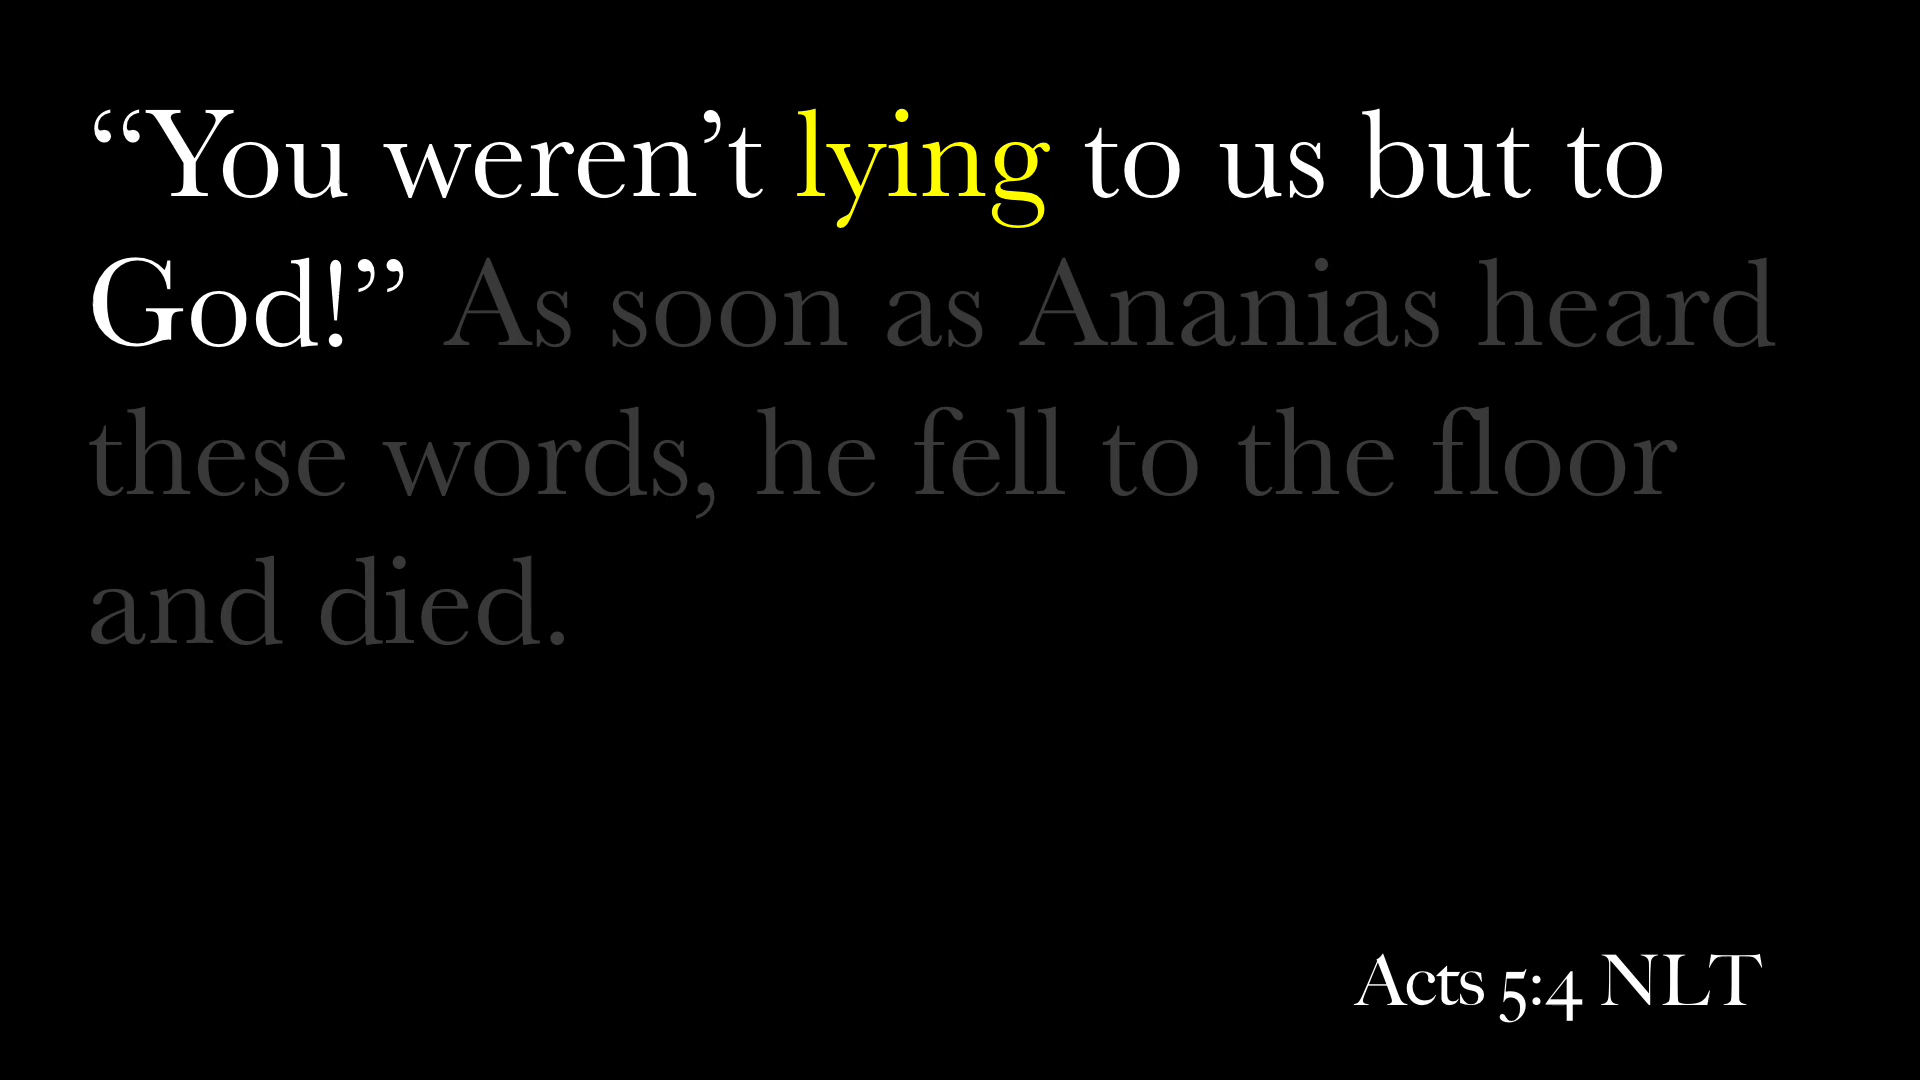 “You weren’t lying to us but to
God!” As soon as Ananias heard
these words, he fell to the floor
and died.
Acts 5:4 NLT